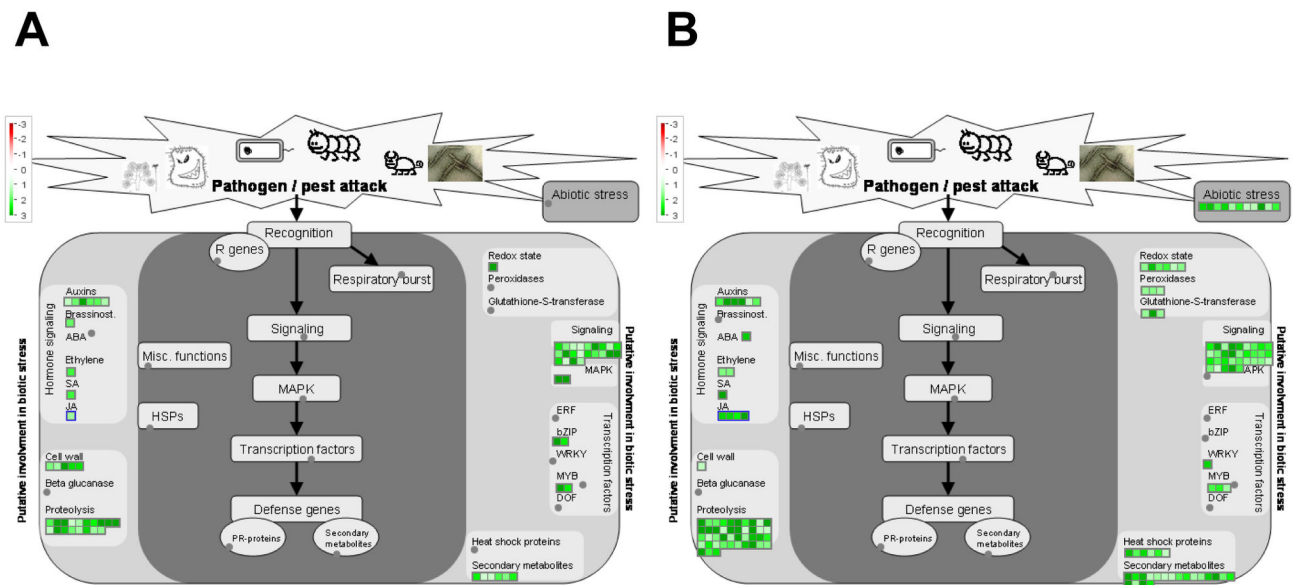 A
B
-3
-2
-1
0
1
2
3
Pathogen / pest attack
Abiotic stress
Recognition
R genes
Respiratory burst
Redox state
Peroxidases
Glutathione-S-transferase
Hormone signaling
Auxins
Brassinost.
ABA
Ethylene
SA
JA
Signaling
Misc. functions
MAPK
HSPs
Transcription factors
Defense genes
PR-proteins
Secondary
metabolites
Signaling
MAPK
ERF
bZIP
WRKY
MYB
DOF
Transcription factors
Cell wall
Beta glucanase
Proteolysis
Heat shock proteins
Secondary metabolites
Putative involvment in biotic stress
Putative involvment in biotic stress
-3
-2
-1
0
1
2
3
Pathogen / pest attack
Abiotic stress
Recognition
R genes
Respiratory burst
Redox state
Peroxidases
Glutathione-S-transferase
Hormone signaling
Auxins
Brassinost.
ABA
Ethylene
SA
JA
Signaling
Misc. functions
MAPK
HSPs
Transcription factors
Defense genes
PR-proteins
Secondary
metabolites
Signaling
APK
ERF
bZIP
WRKY
MYB
DOF
Transcription factors
Cell wall
Beta glucanase
Proteolysis
Heat shock proteins
Secondary metabolites
Putative involvment in biotic stress
Putative involvment in biotic stress